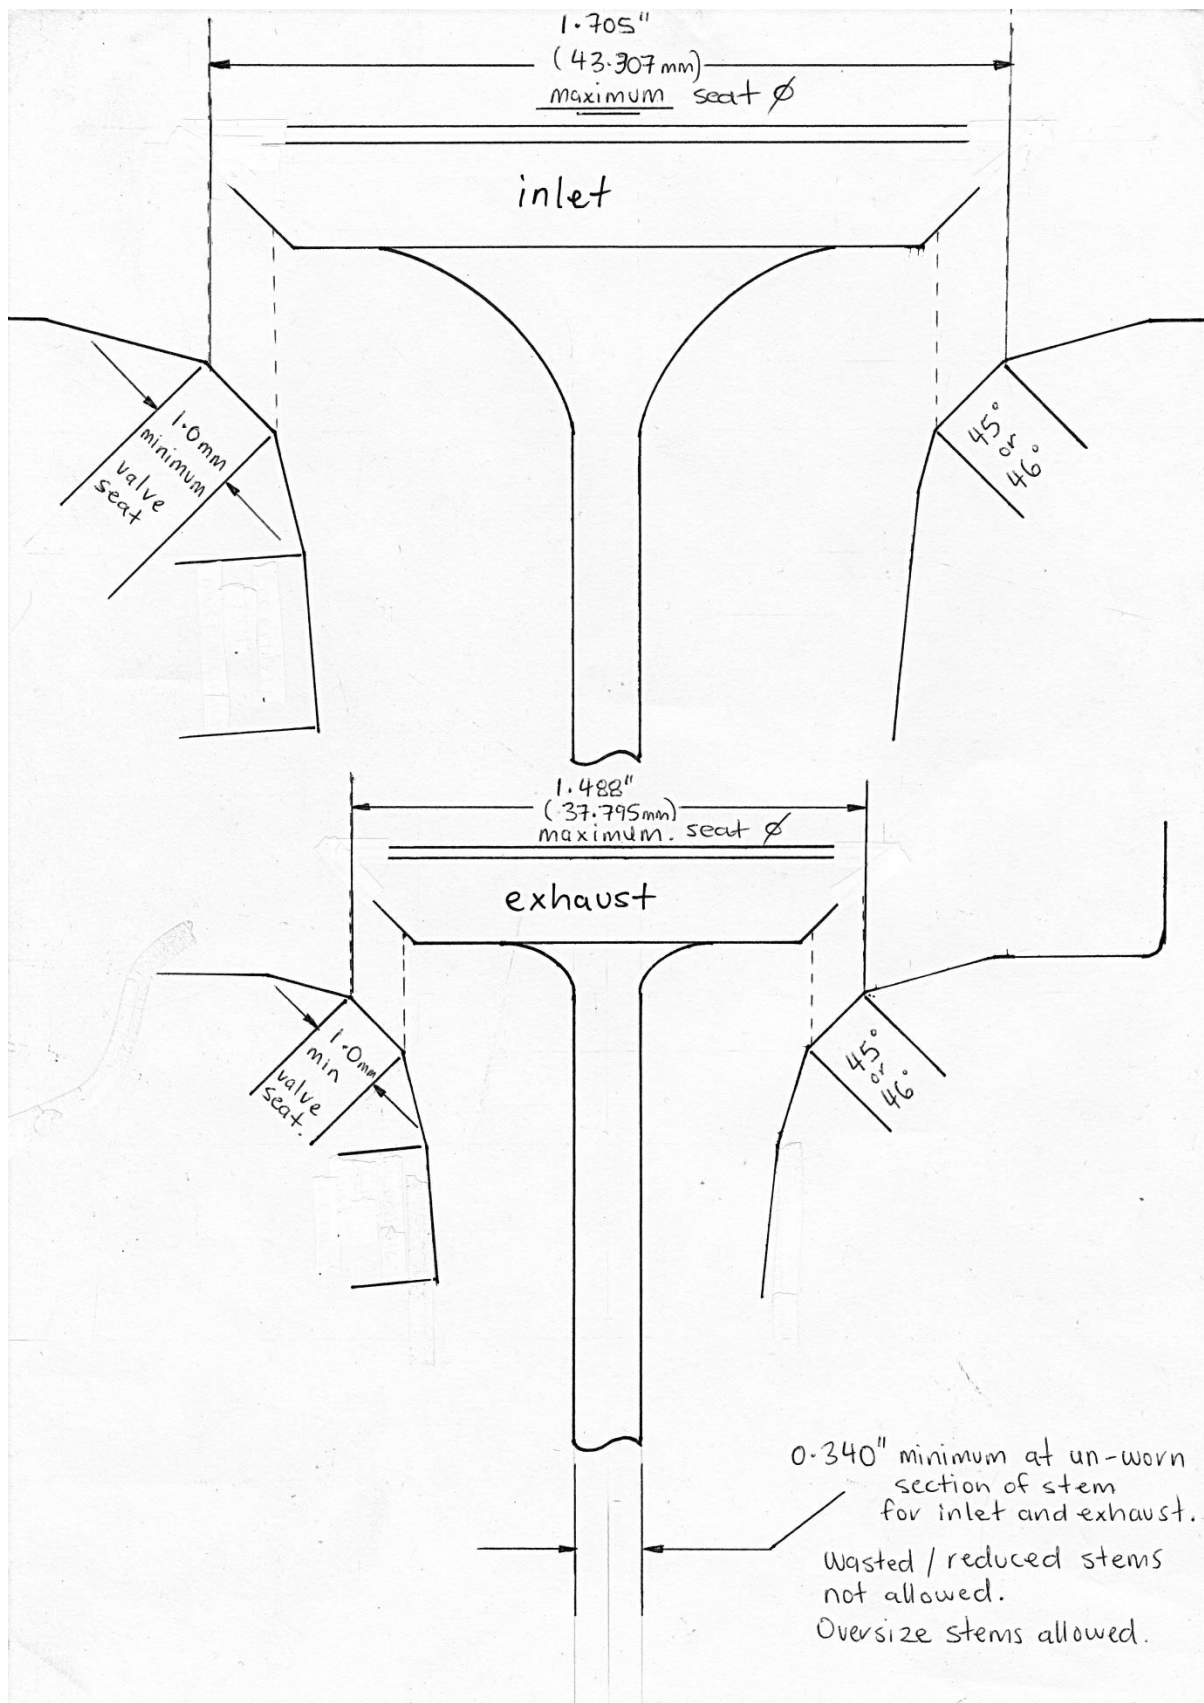 1.705"
(43.307mm)
maximum seat ∅
inlet
1.0mm
minimum
valve
seat
45°
or
46°
1.488"
(37.795mm)
maximum. seat ∅
exhaust
1.0mm
min
valve
seat.
45°
or
46°
0.340" minimum at un-worn
section of stem
for inlet and exhaust.
Wasted / reduced stems
not allowed.
Oversize stems allowed.